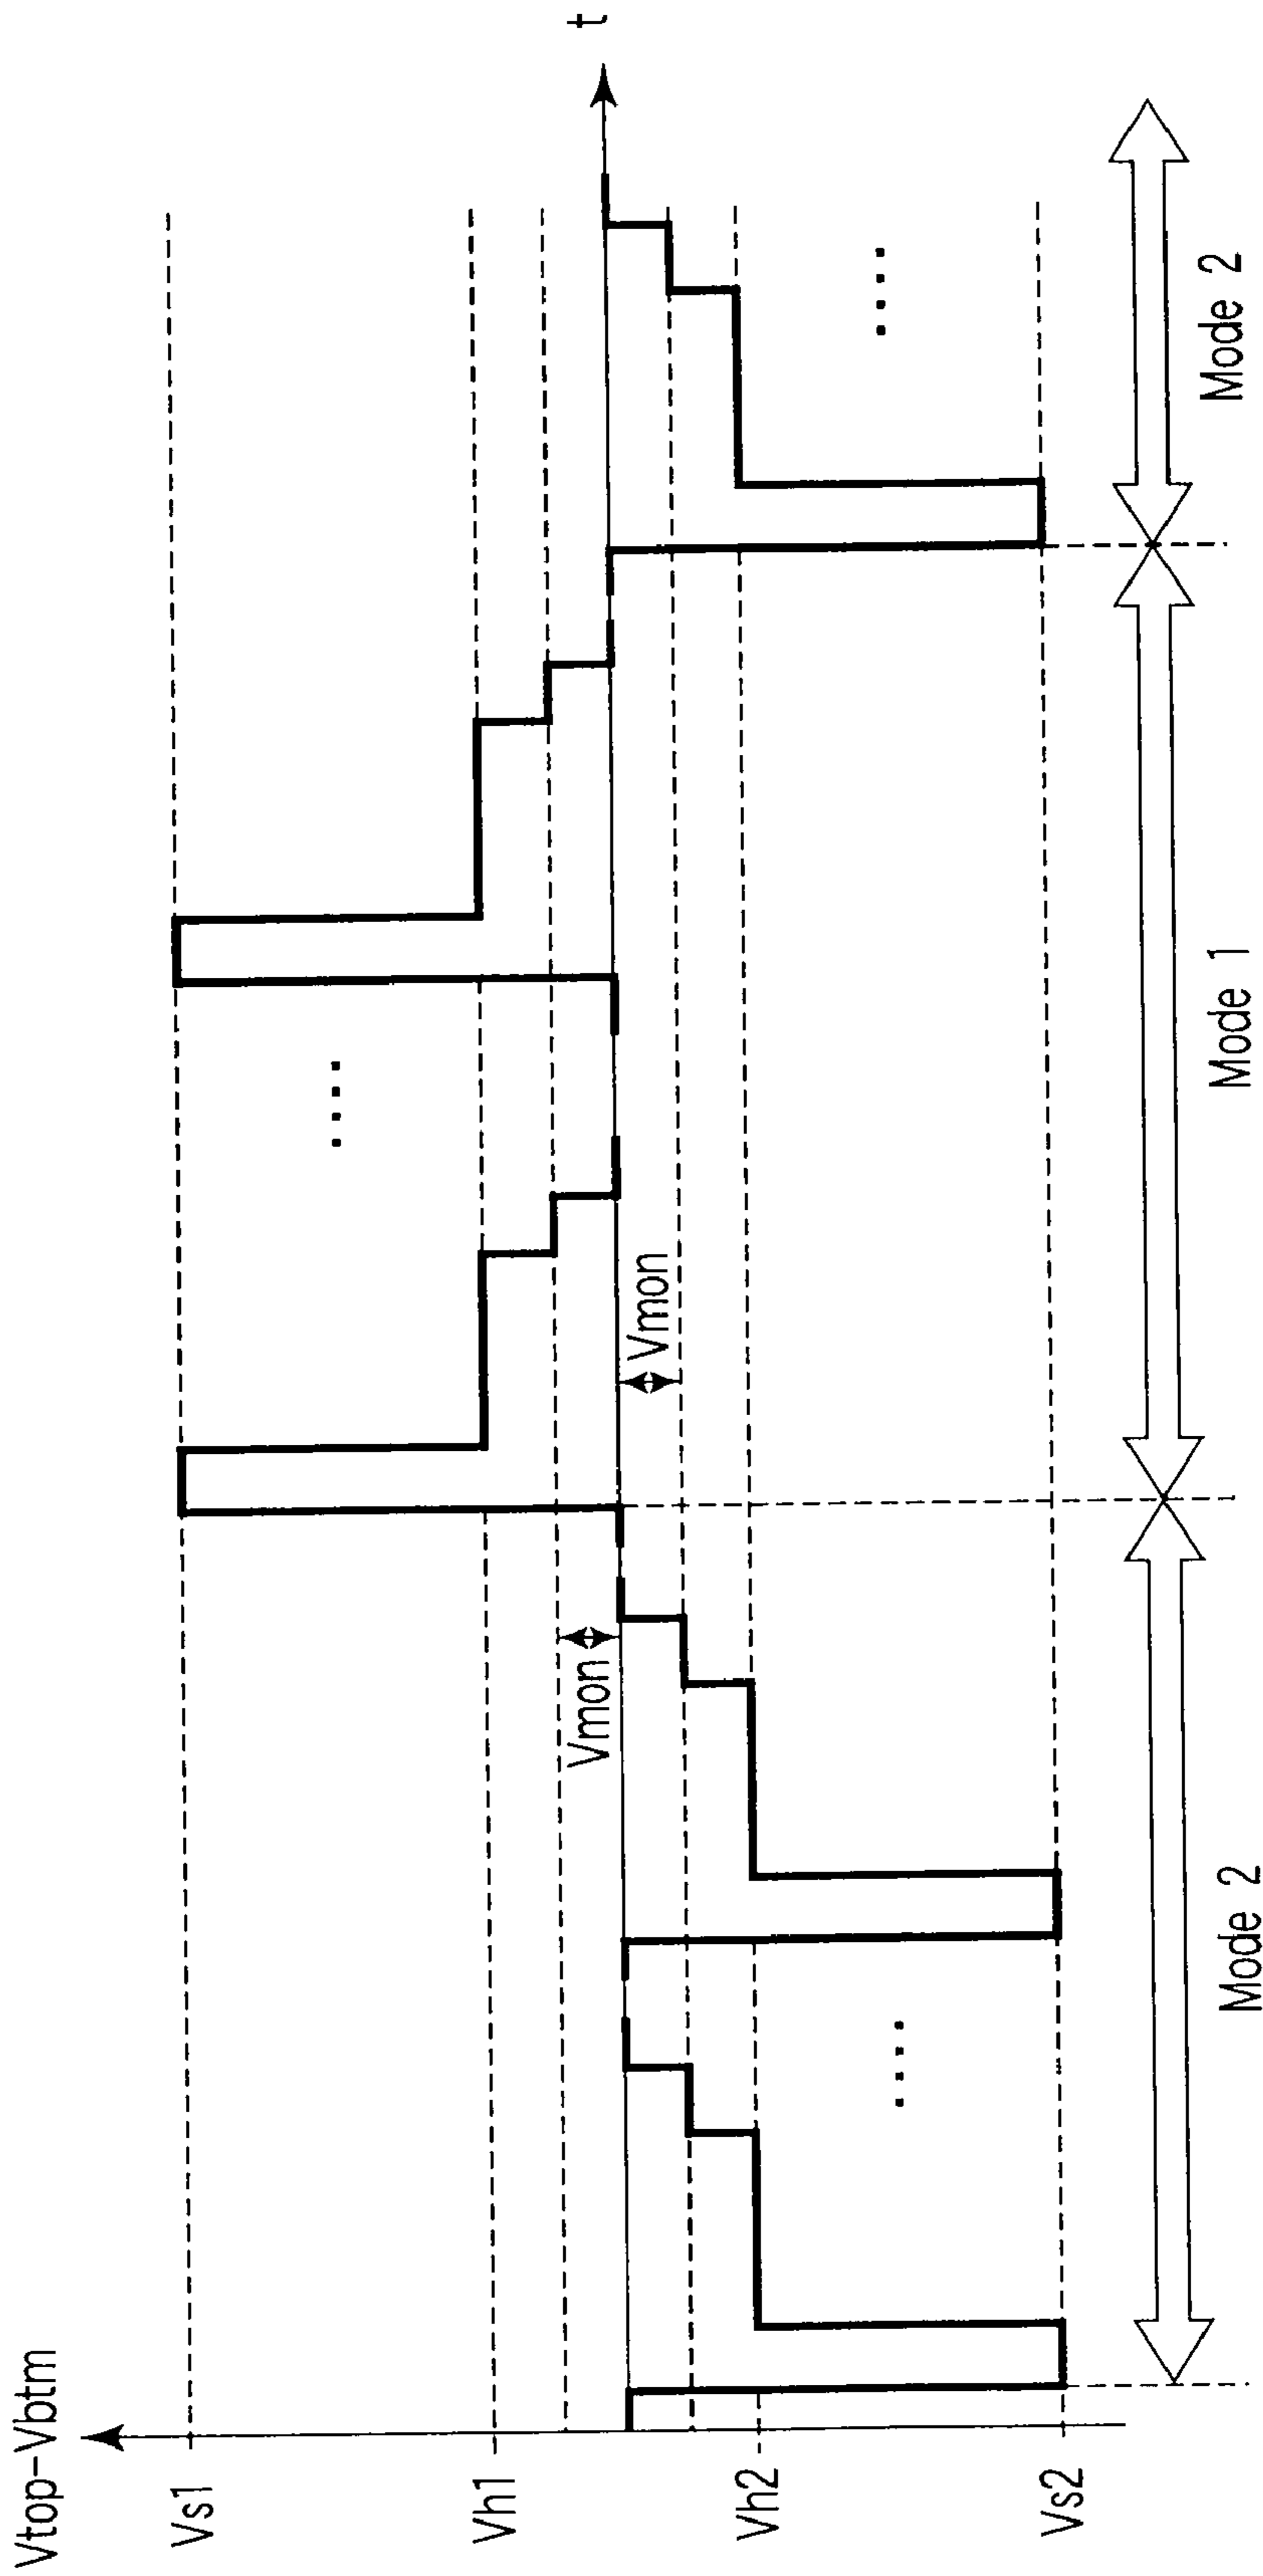 Vtop-Vbtm
Vs1
Vh1
Vh2
Vs2
Vmon
Vmon
t
....
....
....
Mode 2
Mode 1
Mode 2